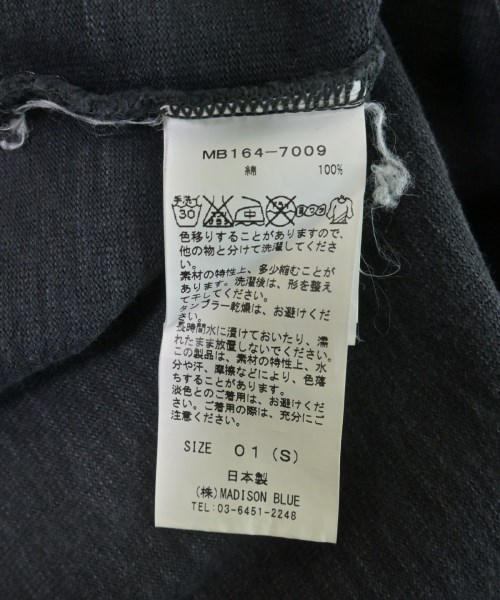 MB164-7009
綿 100%
手洗イ
30
中
色移りすることがありますので、
他の物と分けて洗濯してくださ
い。
素材の特性上、多少縮むことが
あります。洗濯後は、形を整え
て干してください。
タンブラー乾燥は、お避けくだ
さい。
長時間水に漬けておいたり、濡
れたまま放置しないでください。
この製品は、素材の特性上、水
分や汗、摩擦などにより、色落
ちすることがあります。
淡色とのご着用は、お避けくだ
さい。ご着用の際は、充分にご
注意ください。
SIZE 01 (S)
日本製
(株)MADISON BLUE
TEL:03-6451-2248